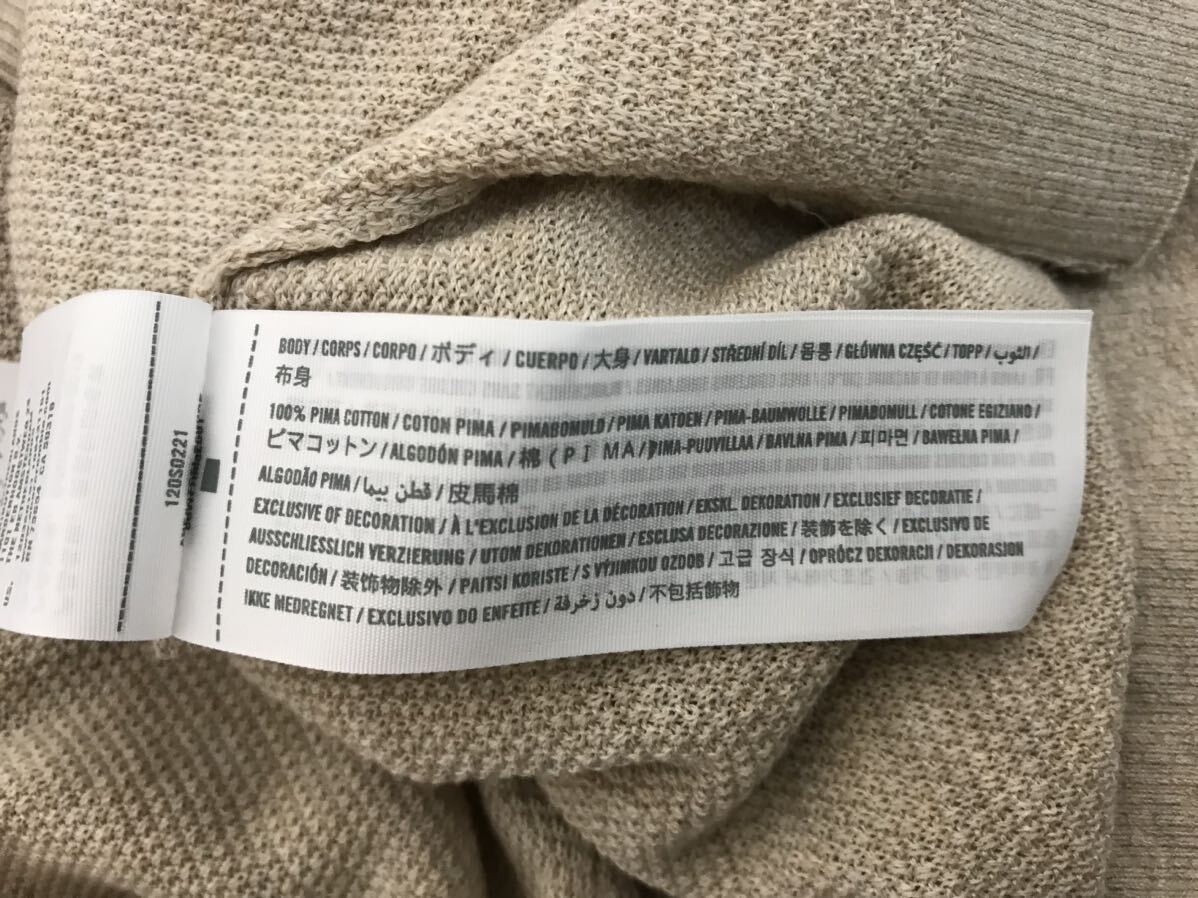 BODY / CORPS / CORPO / ボディ / CUERPO / 大身 / VARTALO / STŘEDNÍ DÍL / 몸통 / GŁÓWNA CZĘŚĆ / TOPP / الثوب /
布身
100% PIMA COTTON / COTON PIMA / PIMABOMULD / PIMA KATOEN / PIMA-BAUMWOLLE / PIMABOMULL / COTONE EGIZIANO /
ピマコットン / ALGODÓN PIMA / 棉 (PI MA / PIMA-PUUVILLAA / BAVLNA PIMA / 피마면 / BAWEŁNA PIMA /
ALGODÃO PIMA / قطن بيما / 皮馬棉
EXCLUSIVE OF DECORATION / À L'EXCLUSION DE LA DÉCORATION / EKSKL. DEKORATION / EXCLUSIEF DECORATIE /
AUSSCHLIESSLICH VERZIERUNG / UTOM DEKORATIONEN / ESCLUSA DECORAZIONE / 装飾を除く / EXCLUSIVO DE
DECORACIÓN / 装饰物除外 / PAITSI KORISTE / S VÝJIMKOU OZDOB / 고급 장식 / OPRÓCZ DEKORACJI / DEKORASJON
IKKE MEDREGNET / EXCLUSIVO DO ENFEITE / دون زخرفة / 不包括飾物
120S0221